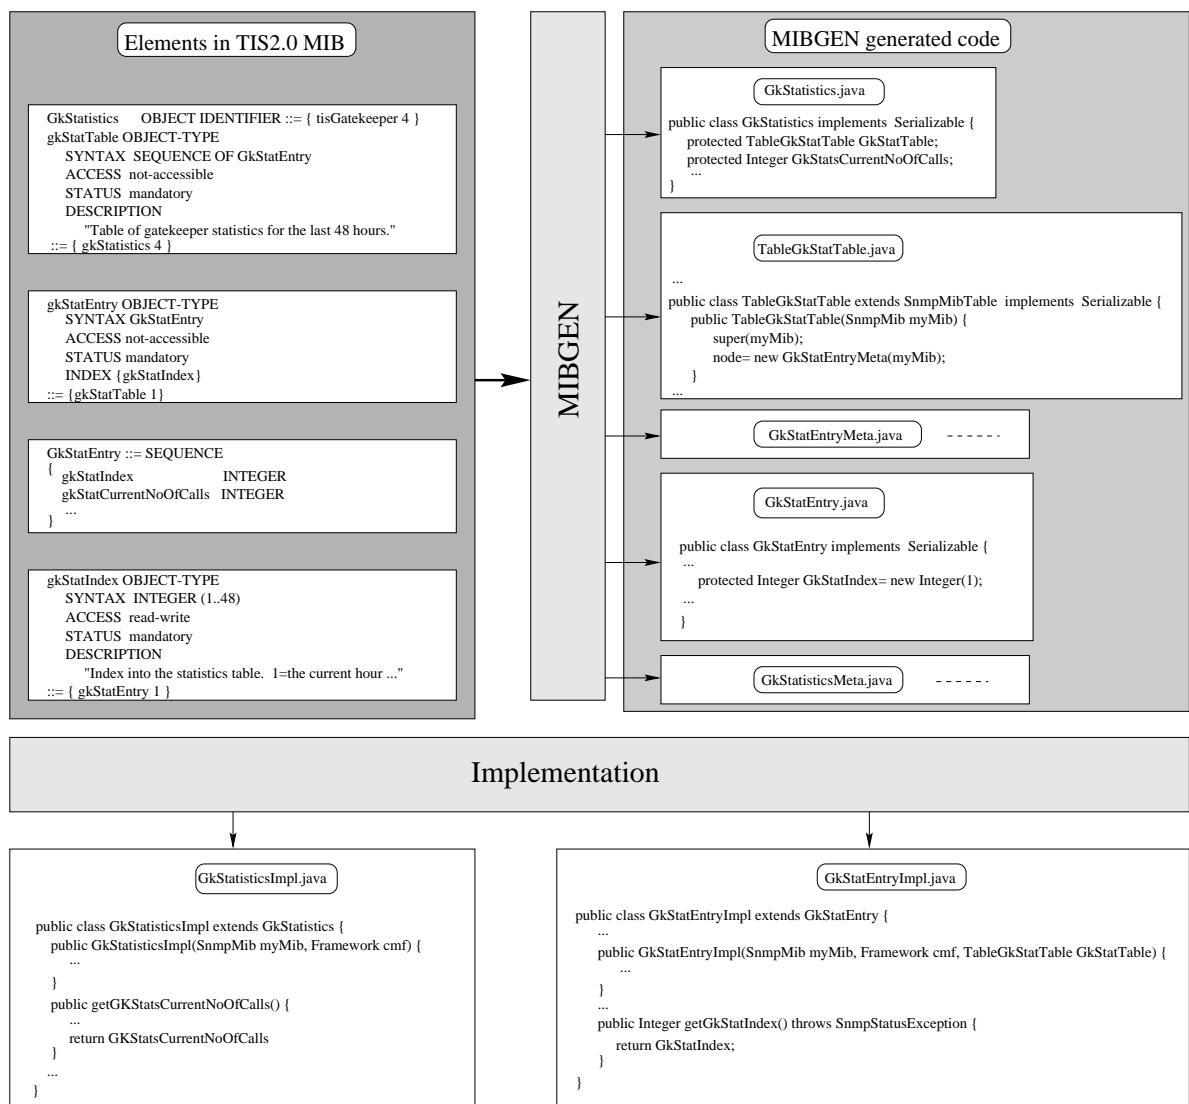 Elements in TIS2.0 MIB
GkStatistics OBJECT IDENTIFIER ::= { tisGatekeeper 4 }
gkStatTable OBJECT-TYPE
SYNTAX SEQUENCE OF GkStatEntry
ACCESS not-accessible
STATUS mandatory
DESCRIPTION
"Table of gatekeeper statistics for the last 48 hours."
::= { gkStatistics 4 }
gkStatEntry OBJECT-TYPE
SYNTAX GkStatEntry
ACCESS not-accessible
STATUS mandatory
INDEX {gkStatIndex}
::= {gkStatTable 1}
GkStatEntry ::= SEQUENCE
{
gkStatIndex INTEGER
gkStatCurrentNoOfCalls INTEGER
...
}
gkStatIndex OBJECT-TYPE
SYNTAX INTEGER (1..48)
ACCESS read-write
STATUS mandatory
DESCRIPTION
"Index into the statistics table. 1=the current hour ..."
::= { gkStatEntry 1 }
MIBGEN
MIBGEN generated code
GkStatistics.java
public class GkStatistics implements Serializable {
protected TableGkStatTable GkStatTable;
protected Integer GkStatsCurrentNoOfCalls;
...
}
TableGkStatTable.java
...
public class TableGkStatTable extends SnmpMibTable implements Serializable {
public TableGkStatTable(SnmpMib myMib) {
super(myMib);
node= new GkStatEntryMeta(myMib);
}
...
GkStatEntryMeta.java
GkStatEntry.java
public class GkStatEntry implements Serializable {
...
protected Integer GkStatIndex= new Integer(1);
...
}
GkStatisticsMeta.java
Implementation
GkStatisticsImpl.java
public class GkStatisticsImpl extends GkStatistics {
public GkStatisticsImpl(SnmpMib myMib, Framework cmf) {
...
}
public getGKStatsCurrentNoOfCalls() {
...
return GKStatsCurrentNoOfCalls
}
...
}
GkStatEntryImpl.java
public class GkStatEntryImpl extends GkStatEntry {
...
public GkStatEntryImpl(SnmpMib myMib, Framework cmf, TableGkStatTable GkStatTable) {
...
}
...
public Integer getGkStatIndex() throws SnmpStatusException {
return GkStatIndex;
}
}